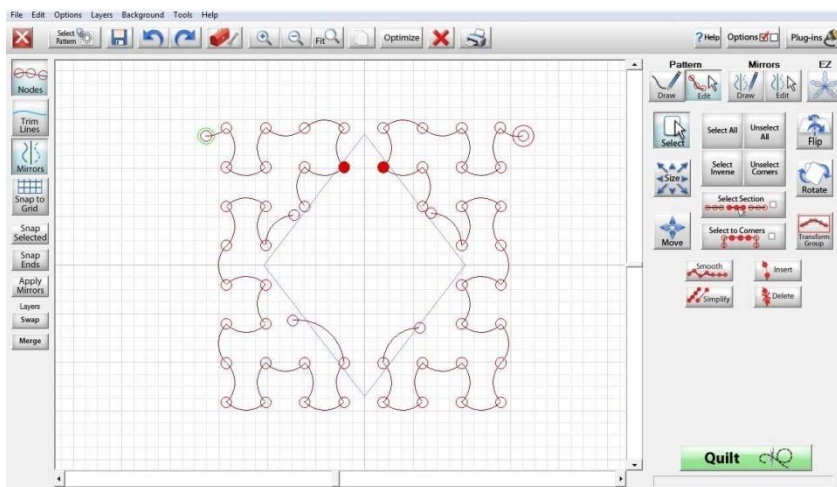 File Edit Options Layers Background Tools Help
Select
Pattern
Fit
Optimize
? Help
Options
Plug-ins
Nodes
Trim
Lines
Mirrors
Snap to
Grid
Snap
Selected
Snap
Ends
Apply
Mirrors
Layers
Swap
Merge
Pattern Mirrors EZ
Draw Edit Draw Edit
Select
Select All
Unselect
All
Flip
Size
Select
Inverse
Unselect
Corners
Rotate
Select Section
Move
Select to Corners
Transform
Group
Smooth
Insert
Simplify
Delete
Quilt